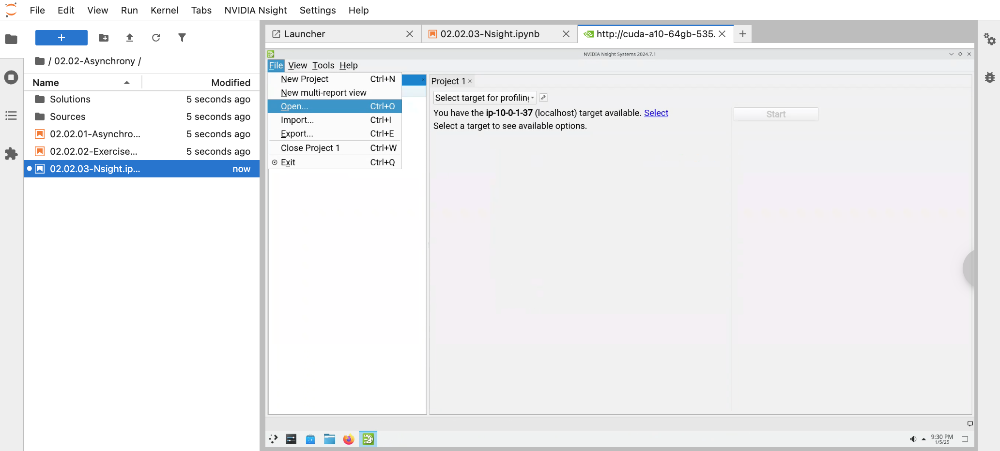 File Edit View Run Kernel Tabs NVIDIA Nsight Settings Help
Launcher 02.02.03-Nsight.ipynb http://cuda-a10-64gb-535.
/ 02.02-Asynchrony /
Name Modified
Solutions 5 seconds ago
Sources 5 seconds ago
02.02.01-Asynchro... 5 seconds ago
02.02.02-Exercise... 5 seconds ago
02.02.03-Nsight.ip... now
NVIDIA Nsight Systems 2024.7.1
File View Tools Help
New Project Ctrl+N
New multi-report view
Open... Ctrl+O
Import... Ctrl+I
Export... Ctrl+E
Close Project 1 Ctrl+W
Exit Ctrl+Q
Project 1
Select target for profilin
You have the ip-10-0-1-37 (localhost) target available. Select
Select a target to see available options.
Start
9:30 PM
1/5/25